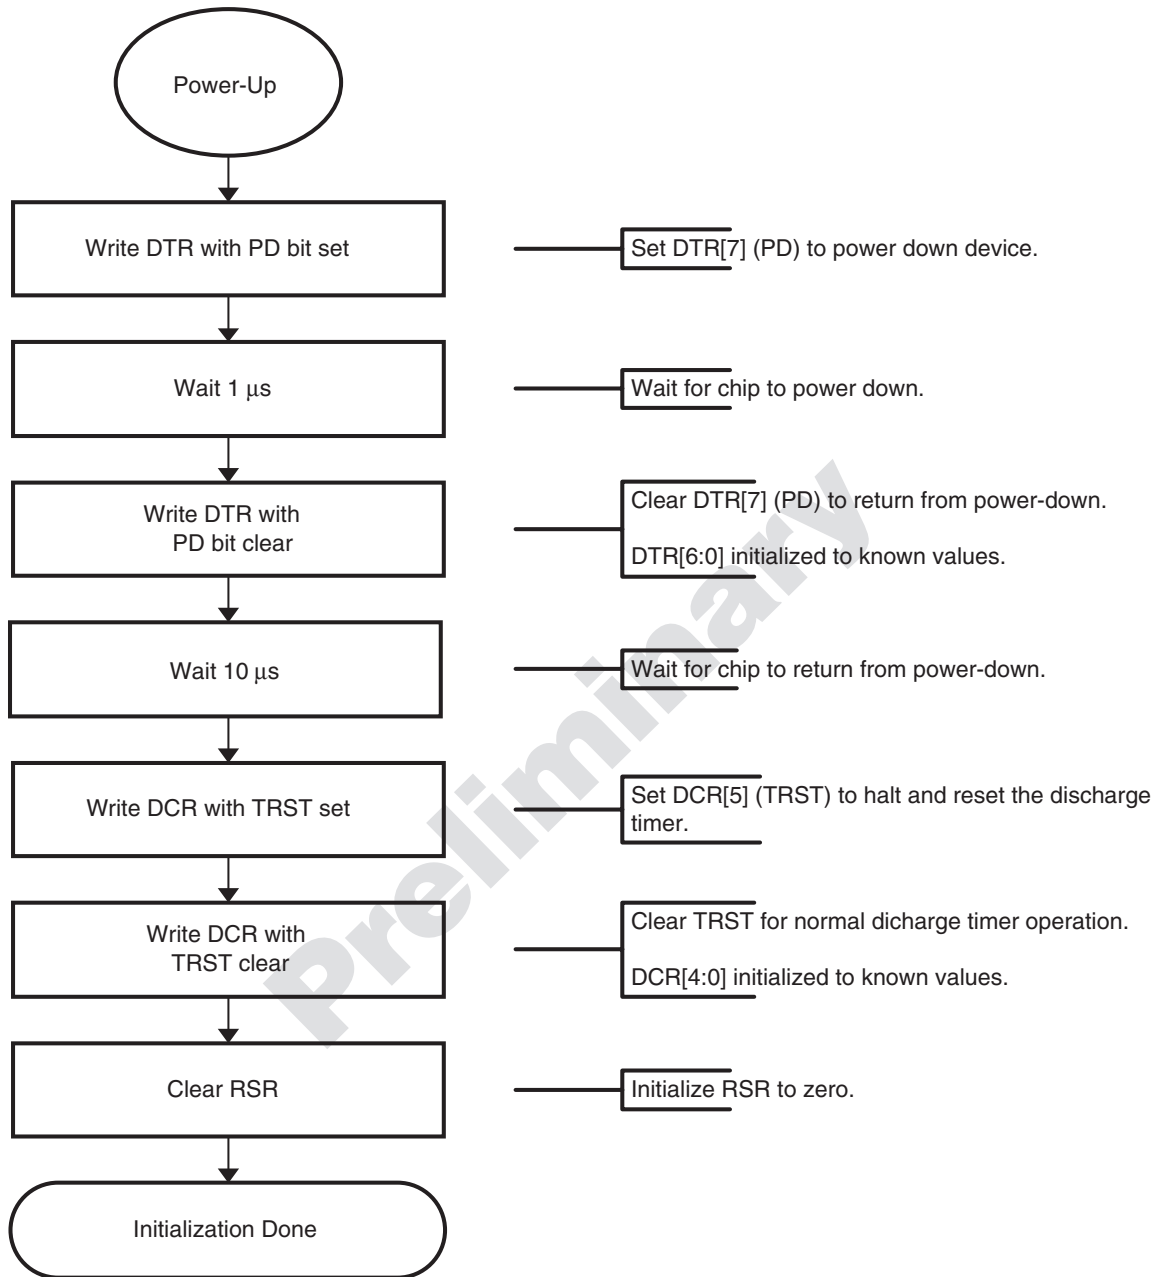 Power-Up
Write DTR with PD bit set
Set DTR[7] (PD) to power down device.
Wait 1 μs
Wait for chip to power down.
Write DTR with
PD bit clear
Clear DTR[7] (PD) to return from power-down.
DTR[6:0] initialized to known values.
Wait 10 μs
Wait for chip to return from power-down.
Write DCR with TRST set
Set DCR[5] (TRST) to halt and reset the discharge
timer.
Write DCR with
TRST clear
Clear TRST for normal dicharge timer operation.
DCR[4:0] initialized to known values.
Clear RSR
Initialize RSR to zero.
Initialization Done
Preliminary